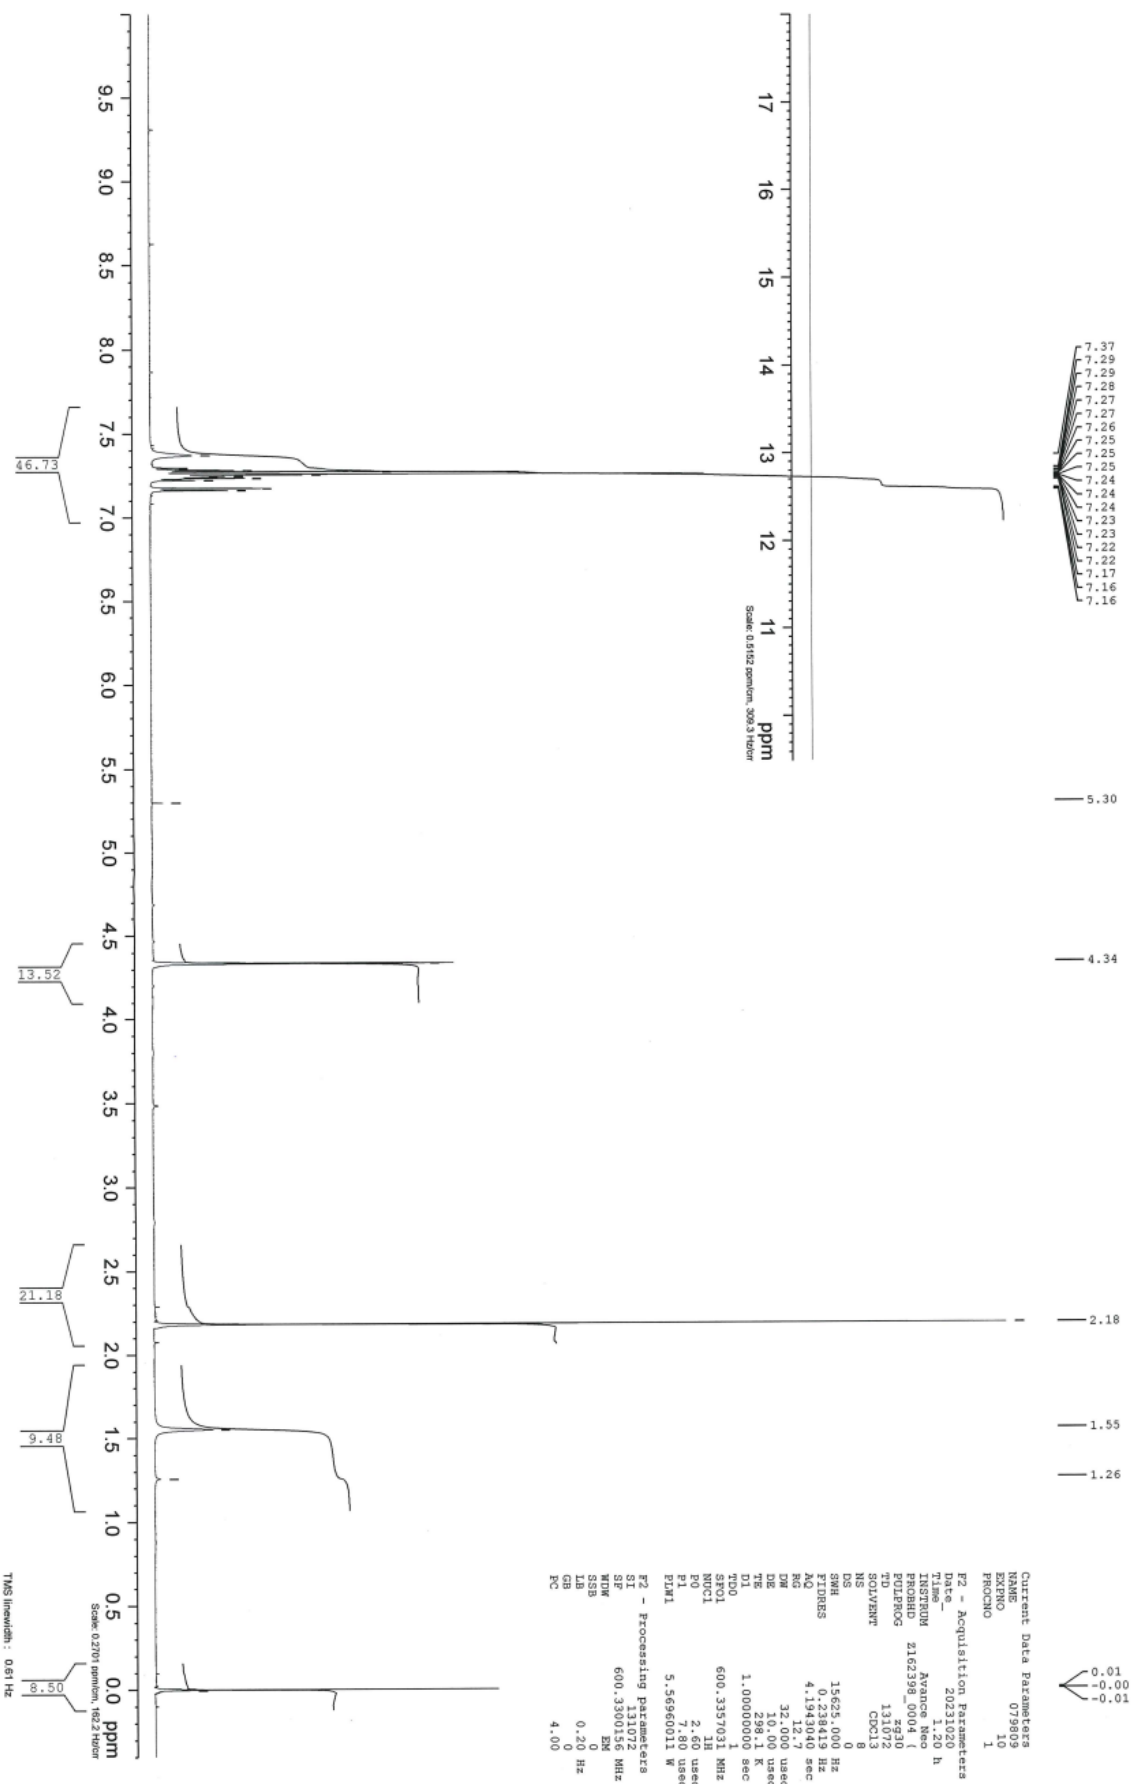 7.37
7.29
7.29
7.28
7.27
7.27
7.26
7.25
7.25
7.25
7.24
7.24
7.24
7.23
7.23
7.22
7.22
7.17
7.16
7.16
5.30
4.34
2.18
1.55
1.26
0.01
-0.00
-0.01
Current Data Parameters
NAME 079809
EXPNO 10
PROCNO 1
F2 - Acquisition Parameters
Date_ 20231020
Time_ 1.20 h
INSTRUM Avance Neo
PROBHD Z162398_0004 (
PULPROG zg30
TD 131072
SOLVENT CDCl3
NS 8
DS 0
SWH 15625.000 Hz
FIDRES 0.238419 Hz
AQ 4.1943040 sec
RG 12.7
DW 32.000 usec
DE 10.00 usec
TE 298.1 K
D1 1.00000000 sec
TD0 1
SFO1 600.3357031 MHz
NUC1 1H
P0 2.60 usec
P1 7.80 usec
PLW1 5.56960011 W
F2 - Processing parameters
SI 131072
SF 600.3300156 MHz
WDW EM
SSB 0
LB 0.20 Hz
GB 0
PC 4.00
17 16 15 14 13 12 11 ppm
Scale: 0.5152 ppm/cm, 309.3 Hz/cm
9.5 9.0 8.5 8.0 7.5 7.0 6.5 6.0 5.5 5.0 4.5 4.0 3.5 3.0 2.5 2.0 1.5 1.0 0.5 0.0 ppm
Scale: 0.2701 ppm/cm, 162.2 Hz/cm
46.73
13.52
21.18
9.48
8.50
TMS linewidth : 0.61 Hz